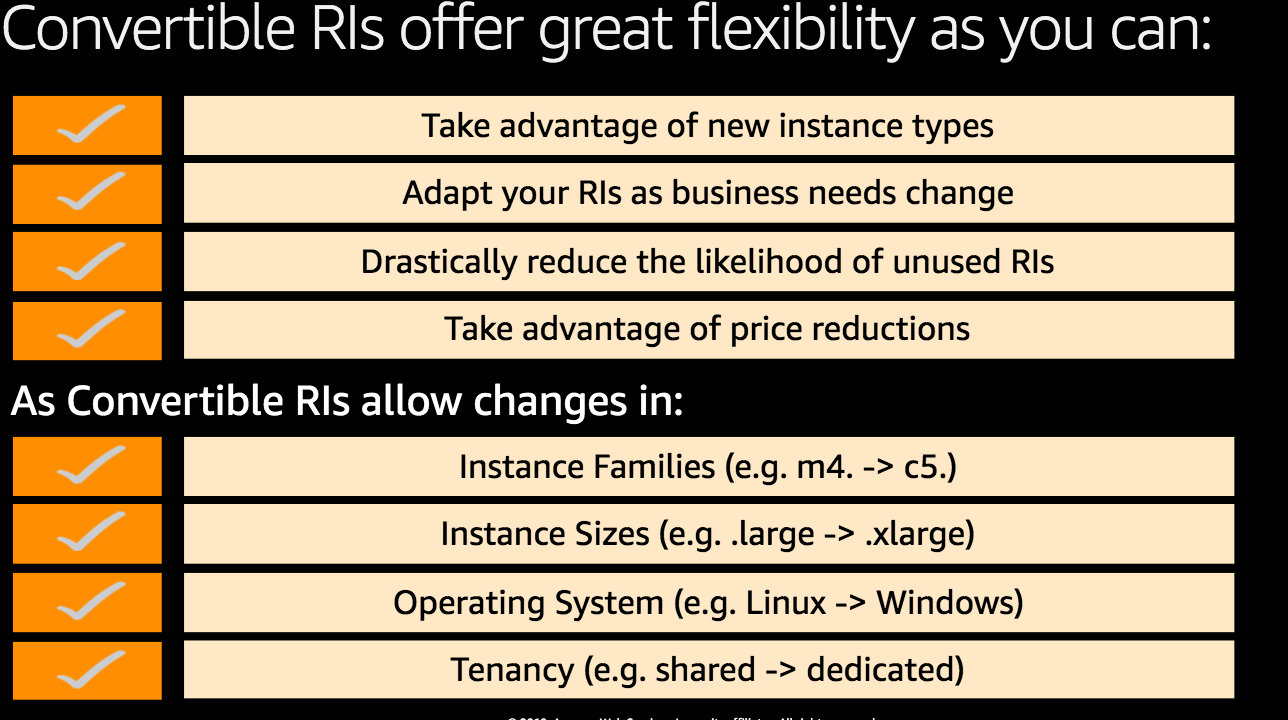 Convertible RIs offer great flexibility as you can:
Take advantage of new instance types
Adapt your RIs as business needs change
Drastically reduce the likelihood of unused RIs
Take advantage of price reductions
As Convertible RIs allow changes in:
Instance Families (e.g. m4. -> c5.)
Instance Sizes (e.g. .large -> .xlarge)
Operating System (e.g. Linux -> Windows)
Tenancy (e.g. shared -> dedicated)